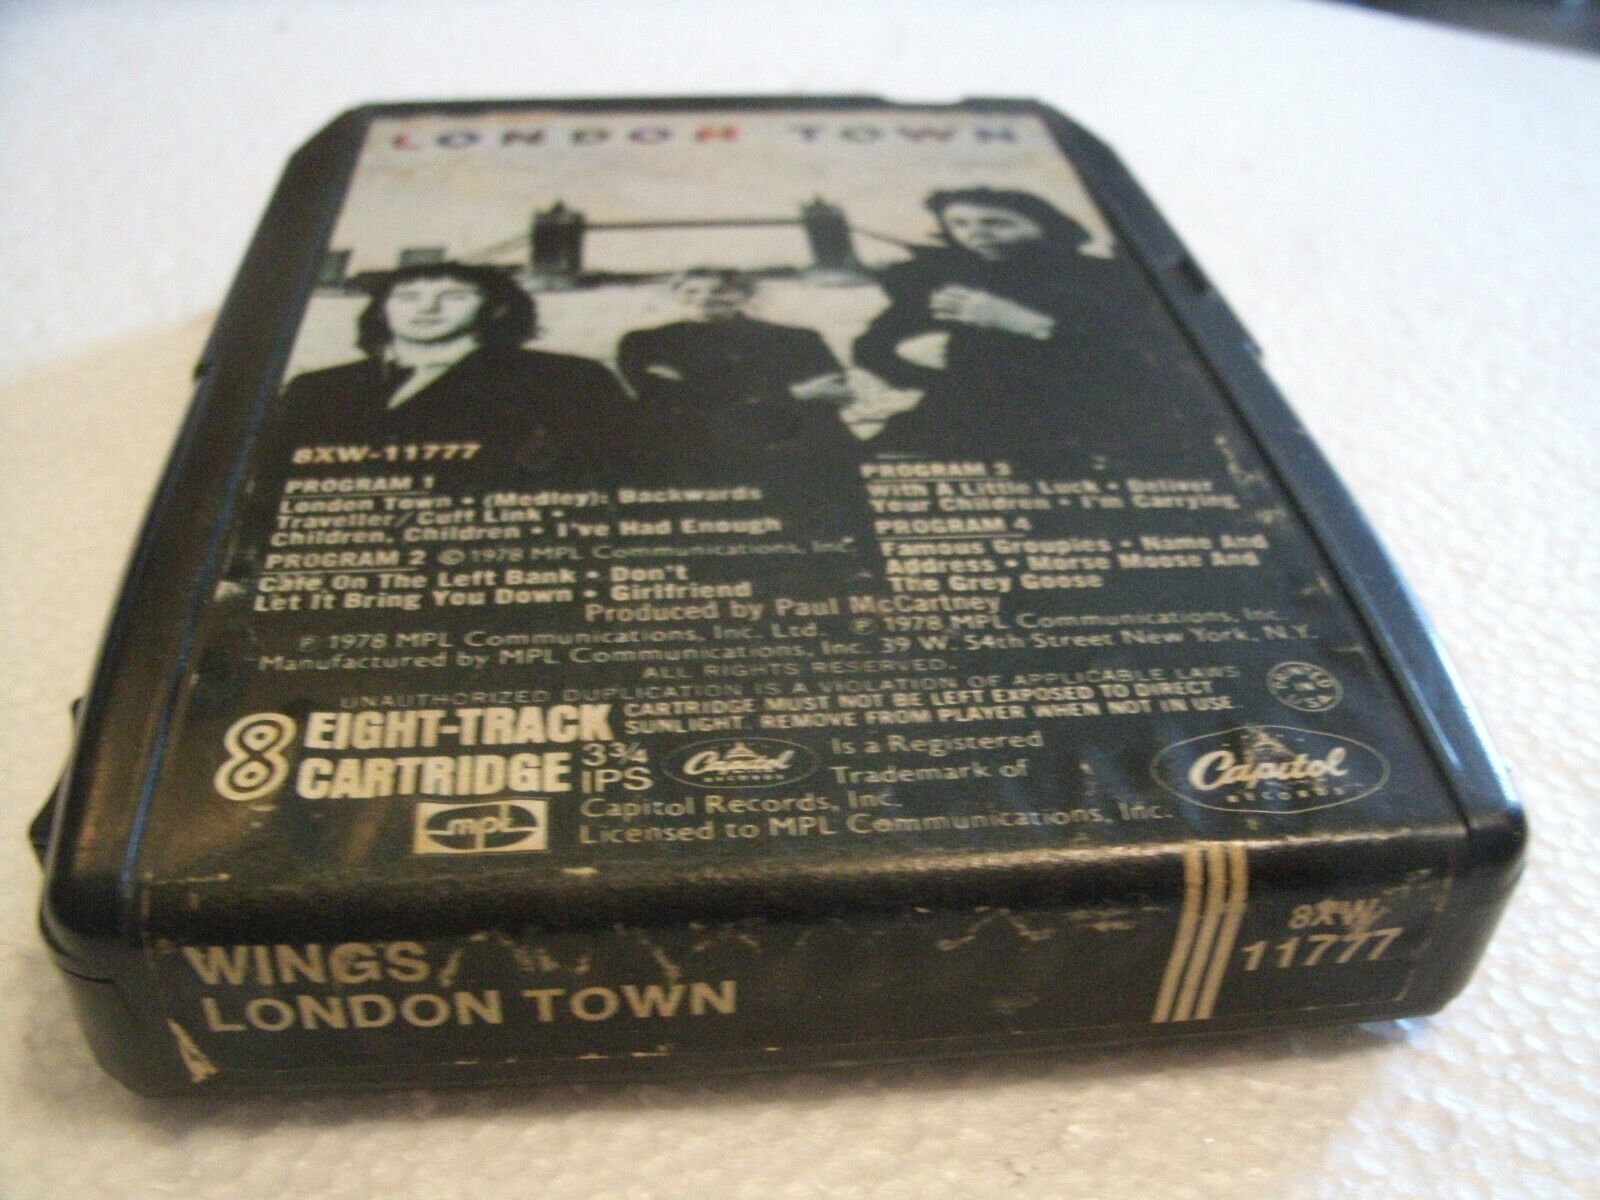 LONDON TOWN
8XW-11777
PROGRAM 1
London Town • (Medley): Backwards
Traveller/Cuff Link •
Children, Children • I've Had Enough
PROGRAM 2 © 1978 MPL Communications, Inc.
Cafe On The Left Bank • Don't
Let It Bring You Down • Girlfriend
PROGRAM 3
With A Little Luck • Deliver
Your Children • I'm Carrying
PROGRAM 4
Famous Groupies • Name And
Address • Morse Moose And
The Grey Goose
Produced by Paul McCartney
℗ 1978 MPL Communications, Inc. Ltd. ℗ 1978 MPL Communications, Inc.
Manufactured by MPL Communications, Inc. 39 W. 54th Street New York, N.Y.
ALL RIGHTS RESERVED.
UNAUTHORIZED DUPLICATION IS A VIOLATION OF APPLICABLE LAWS
8 EIGHT-TRACK
CARTRIDGE
3¾
IPS
CARTRIDGE MUST NOT BE LEFT EXPOSED TO DIRECT
SUNLIGHT. REMOVE FROM PLAYER WHEN NOT IN USE
Capitol
RECORDS
Is a Registered
Trademark of
Capitol Records, Inc.
Licensed to MPL Communications, Inc.
mpl
Capitol
RECORDS
PRINTED IN USA
WINGS
LONDON TOWN
8XW
11777